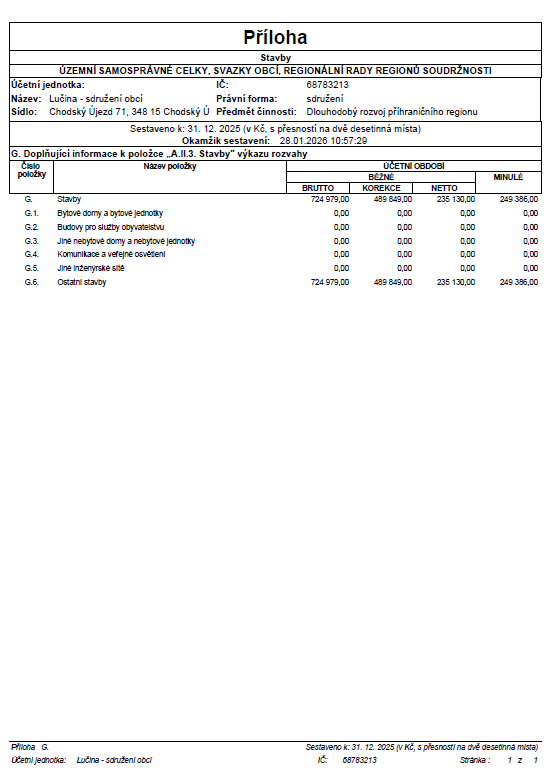 Příloha
Stavby
ÚZEMNÍ SAMOSPRÁVNÉ CELKY, SVAZKY OBCÍ, REGIONÁLNÍ RADY REGIONŮ SOUDRŽNOSTI
Účetní jednotka: IČ: 68783213
Název: Lučina - sdružení obcí Právní forma: sdružení
Sídlo: Chodský Újezd 71, 348 15 Chodský Ú Předmět činnosti: Dlouhodobý rozvoj příhraničního regionu
Sestaveno k: 31. 12. 2025 (v Kč, s přesností na dvě desetinná místa)
Okamžik sestavení: 28.01.2026 10:57:29
G. Doplňující informace k položce „A.II.3. Stavby" výkazu rozvahy
Číslo položky Název položky ÚČETNÍ OBDOBÍ
BĚŽNÉ MINULÉ
BRUTTO KOREKCE NETTO
G. Stavby 724 979,00 489 849,00 235 130,00 249 386,00
G.1. Bytové domy a bytové jednotky 0,00 0,00 0,00 0,00
G.2. Budovy pro služby obyvatelstvu 0,00 0,00 0,00 0,00
G.3. Jiné nebytové domy a nebytové jednotky 0,00 0,00 0,00 0,00
G.4. Komunikace a veřejné osvětlení 0,00 0,00 0,00 0,00
G.5. Jiné inženýrské sítě 0,00 0,00 0,00 0,00
G.6. Ostatní stavby 724 979,00 489 849,00 235 130,00 249 386,00
Příloha G. Sestaveno k: 31. 12. 2025 (v Kč, s přesností na dvě desetinná místa)
Účetní jednotka: Lučina - sdružení obcí IČ: 68783213 Stránka : 1 z 1